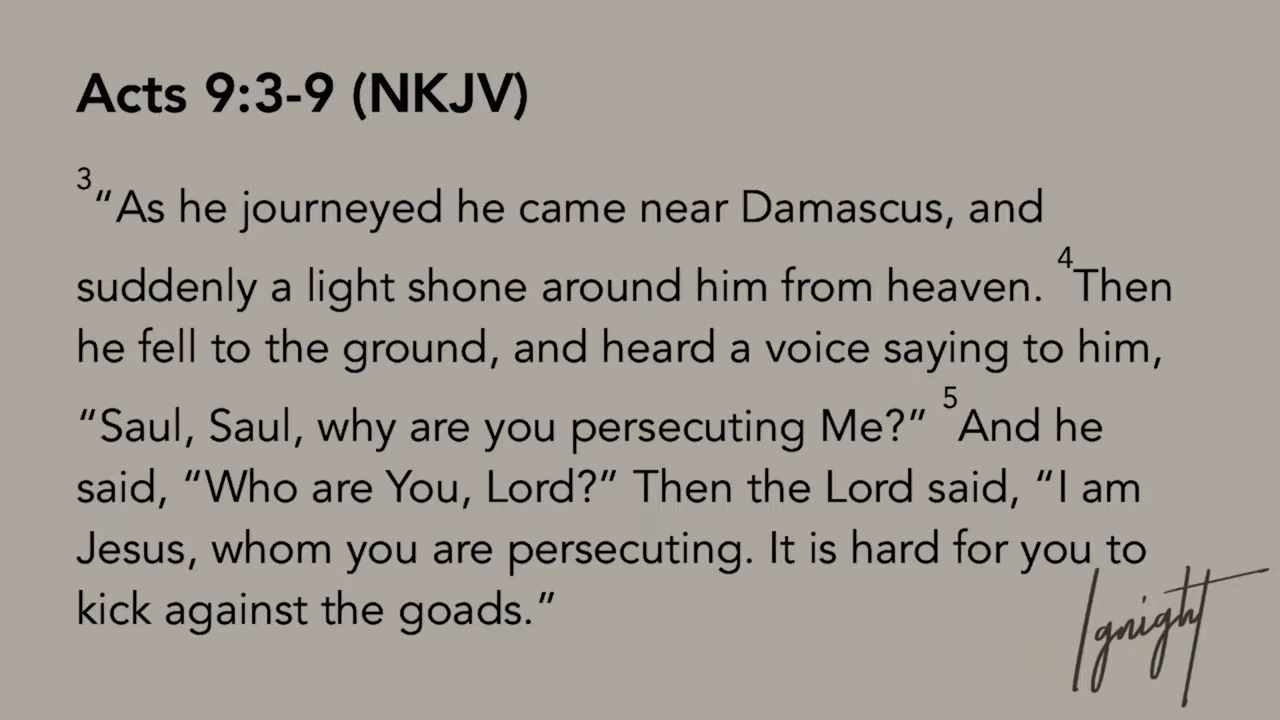 Acts 9:3-9 (NKJV)
3“As he journeyed he came near Damascus, and
suddenly a light shone around him from heaven. 4Then
he fell to the ground, and heard a voice saying to him,
“Saul, Saul, why are you persecuting Me?” 5And he
said, “Who are You, Lord?” Then the Lord said, “I am
Jesus, whom you are persecuting. It is hard for you to
kick against the goads.”
Ignight